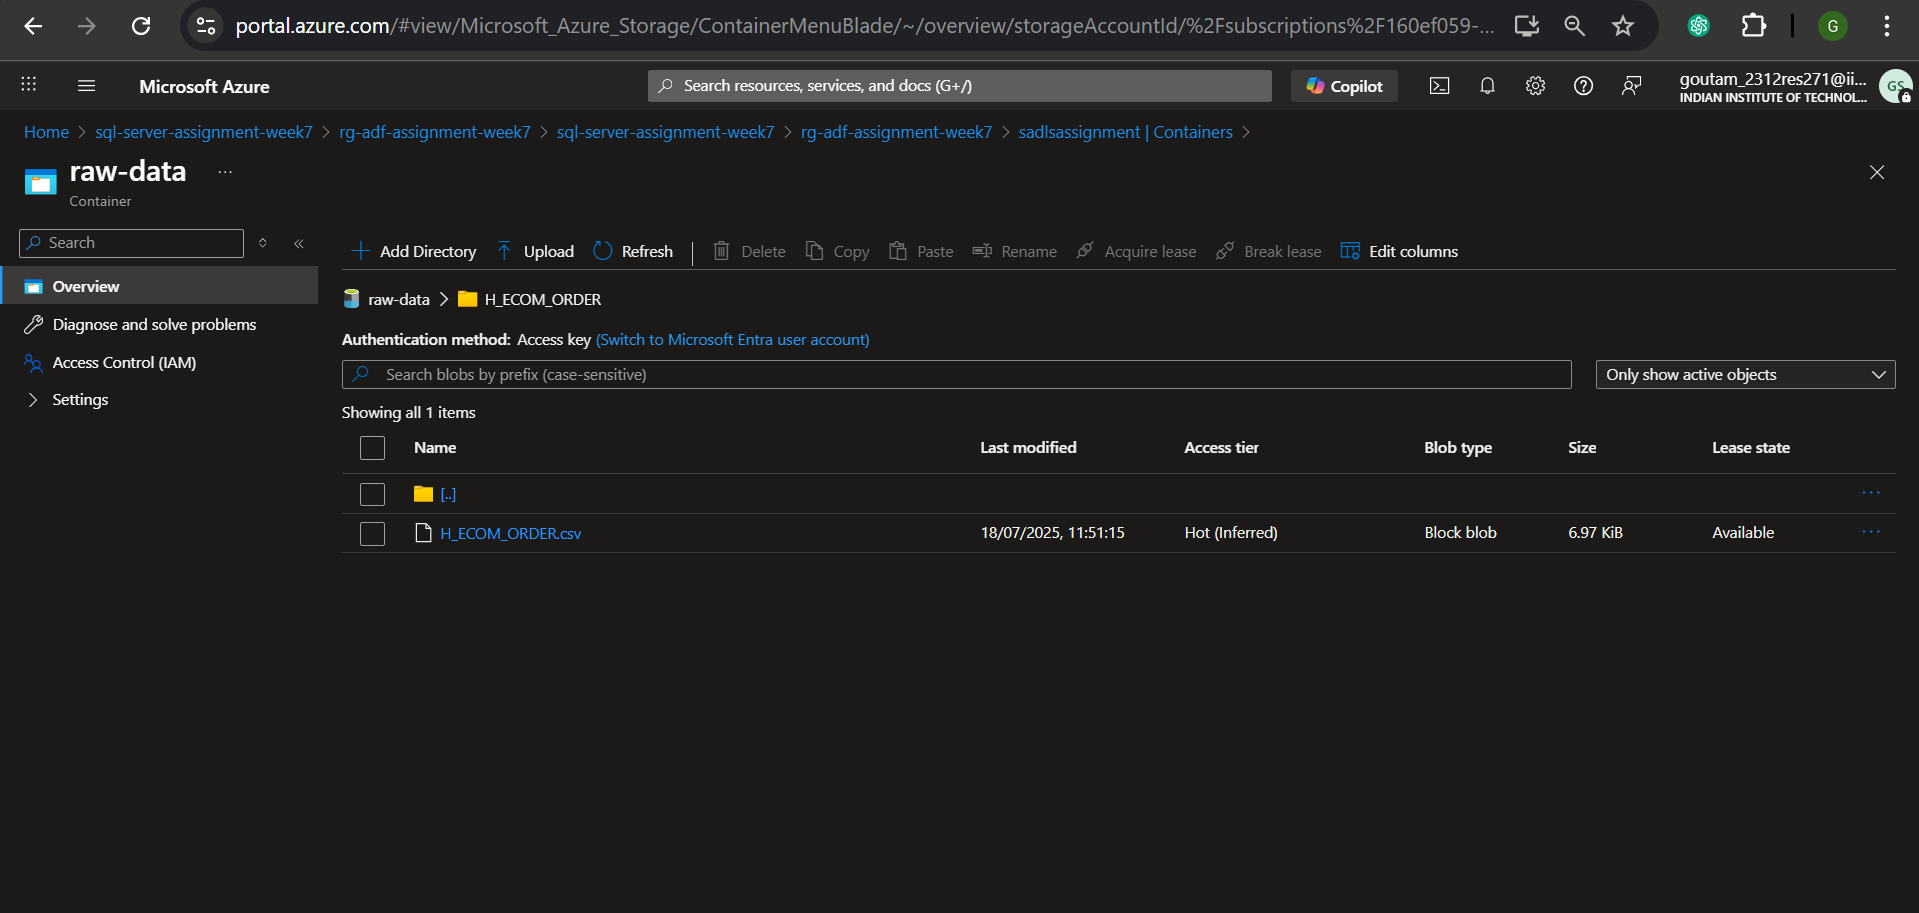 portal.azure.com/#view/Microsoft_Azure_Storage/ContainerMenuBlade/~/overview/storageAccountId/%2Fsubscriptions%2F160ef059-...
G
Microsoft Azure
Search resources, services, and docs (G+/)
Copilot
goutam_2312res271@ii...
INDIAN INSTITUTE OF TECHNOL...
GS
Home > sql-server-assignment-week7 > rg-adf-assignment-week7 > sql-server-assignment-week7 > rg-adf-assignment-week7 > sadlsassignment | Containers >
raw-data ...
Container
Search
Overview
Diagnose and solve problems
Access Control (IAM)
Settings
Add Directory Upload Refresh | Delete Copy Paste Rename Acquire lease Break lease Edit columns
raw-data > H_ECOM_ORDER
Authentication method: Access key (Switch to Microsoft Entra user account)
Search blobs by prefix (case-sensitive)
Only show active objects
Showing all 1 items
Name Last modified Access tier Blob type Size Lease state
[..] ...
H_ECOM_ORDER.csv 18/07/2025, 11:51:15 Hot (Inferred) Block blob 6.97 KiB Available ...